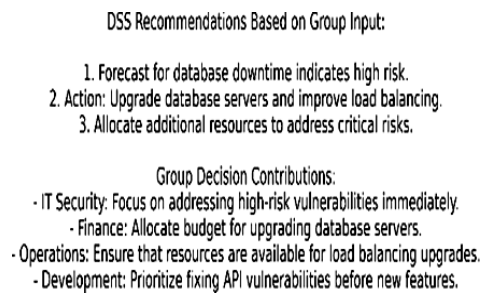 DSS Recommendations Based on Group Input:
1. Forecast for database downtime indicates high risk.
2. Action: Upgrade database servers and improve load balancing.
3. Allocate additional resources to address critical risks.
Group Decision Contributions:
- IT Security: Focus on addressing high-risk vulnerabilities immediately.
- Finance: Allocate budget for upgrading database servers.
- Operations: Ensure that resources are available for load balancing upgrades.
- Development: Prioritize fixing API vulnerabilities before new features.